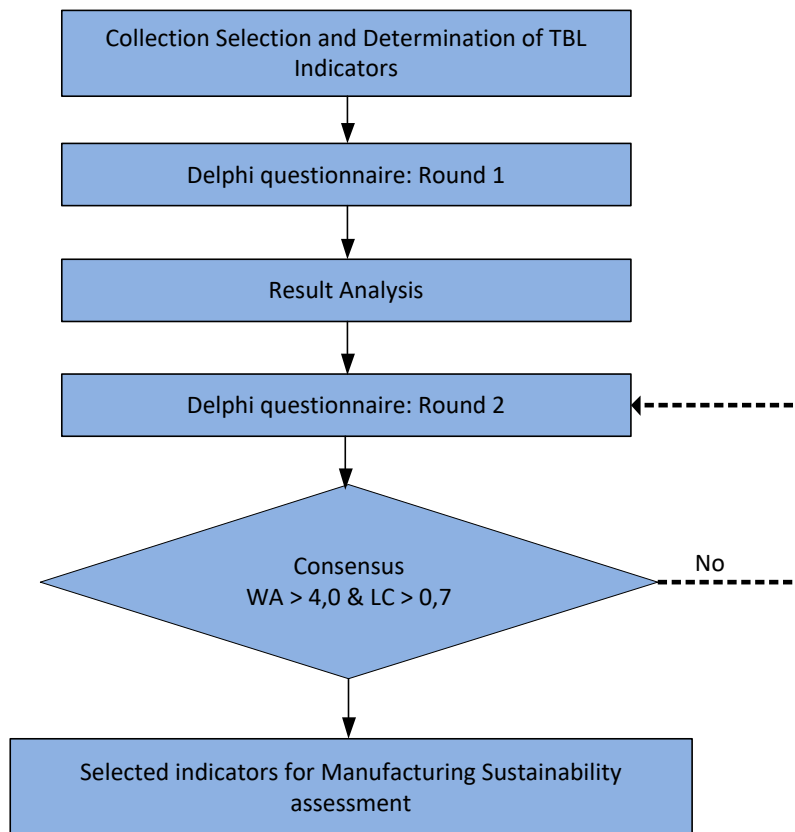 Collection Selection and Determination of TBL
Indicators
Delphi questionnaire: Round 1
Result Analysis
Delphi questionnaire: Round 2
Consensus
WA > 4,0 & LC > 0,7
No
Selected indicators for Manufacturing Sustainability
assessment